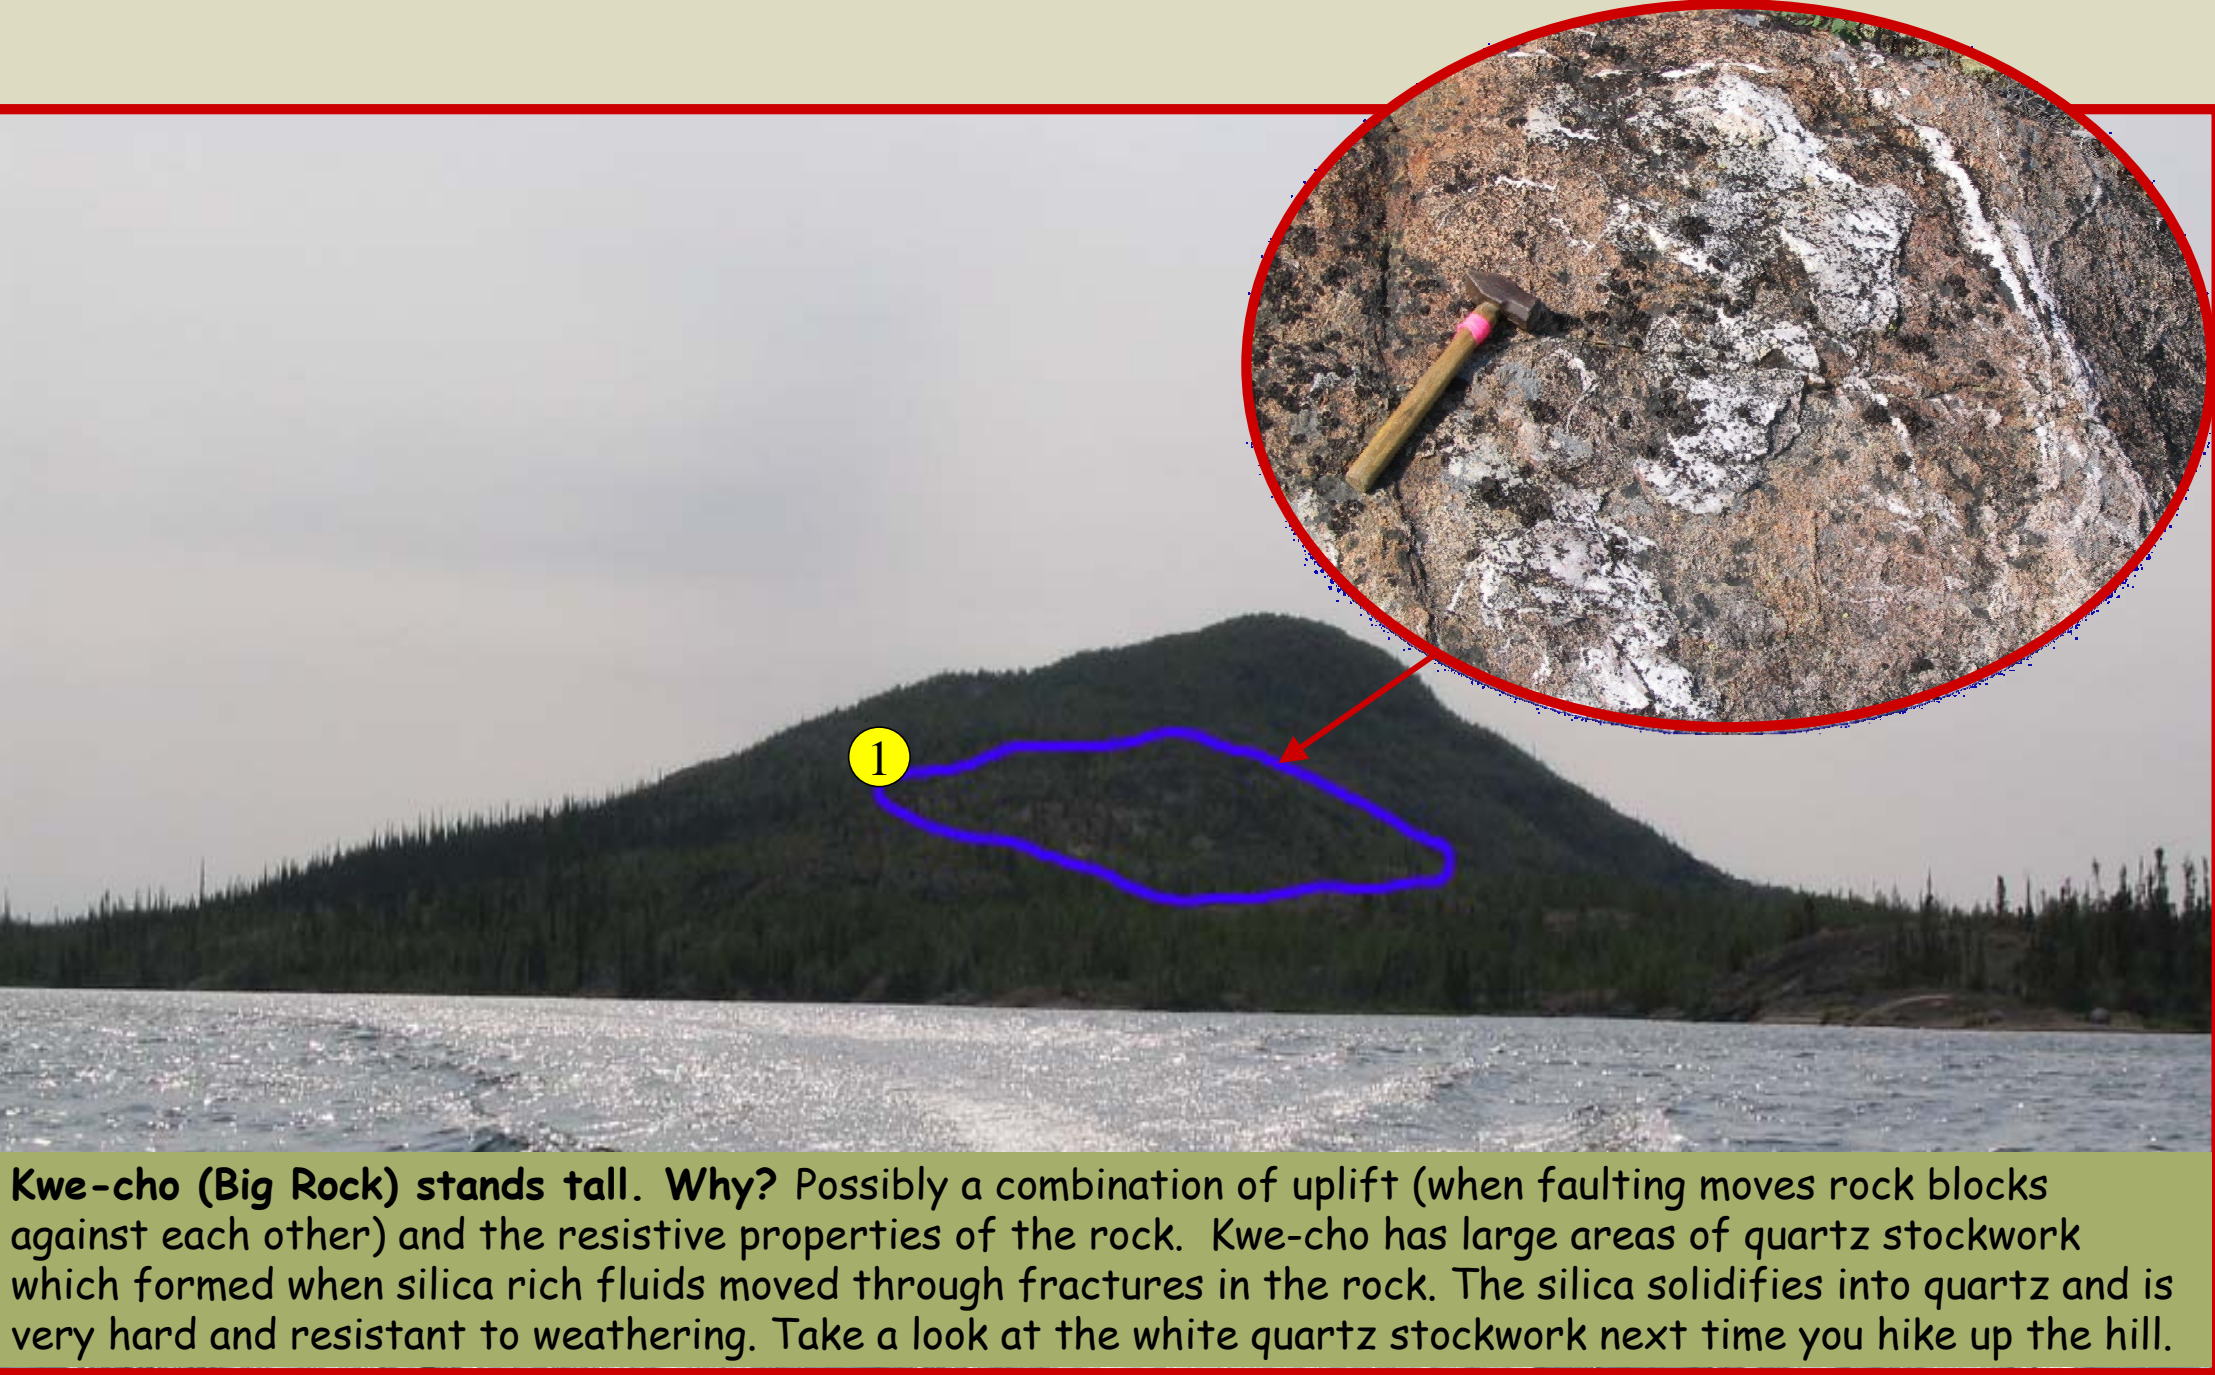 1
Kwe-cho (Big Rock) stands tall. Why? Possibly a combination of uplift (when faulting moves rock blocks
against each other) and the resistive properties of the rock.  Kwe-cho has large areas of quartz stockwork
which formed when silica rich fluids moved through fractures in the rock. The silica solidifies into quartz and is
very hard and resistant to weathering. Take a look at the white quartz stockwork next time you hike up the hill.